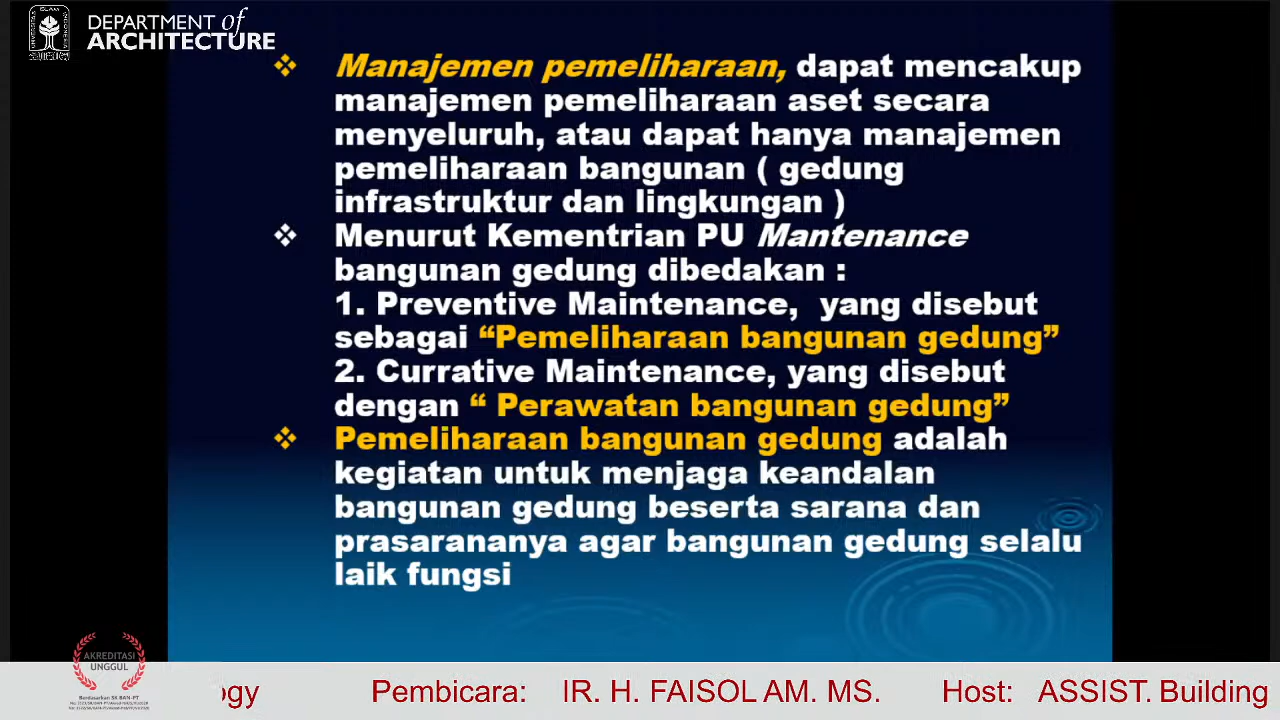 DEPARTMENT of
ARCHITECTURE
❖ Manajemen pemeliharaan, dapat mencakup
manajemen pemeliharaan aset secara
menyeluruh, atau dapat hanya manajemen
pemeliharaan bangunan ( gedung
infrastruktur dan lingkungan )
❖ Menurut Kementrian PU Mantenance
bangunan gedung dibedakan :
1. Preventive Maintenance, yang disebut
sebagai “Pemeliharaan bangunan gedung”
2. Currative Maintenance, yang disebut
dengan “ Perawatan bangunan gedung”
❖ Pemeliharaan bangunan gedung adalah
kegiatan untuk menjaga keandalan
bangunan gedung beserta sarana dan
prasarananya agar bangunan gedung selalu
laik fungsi
AKREDITASI
UNGGUL
Berdasarkan SK BAN-PT
ogy Pembicara: IR. H. FAISOL AM. MS. Host: ASSIST. Building